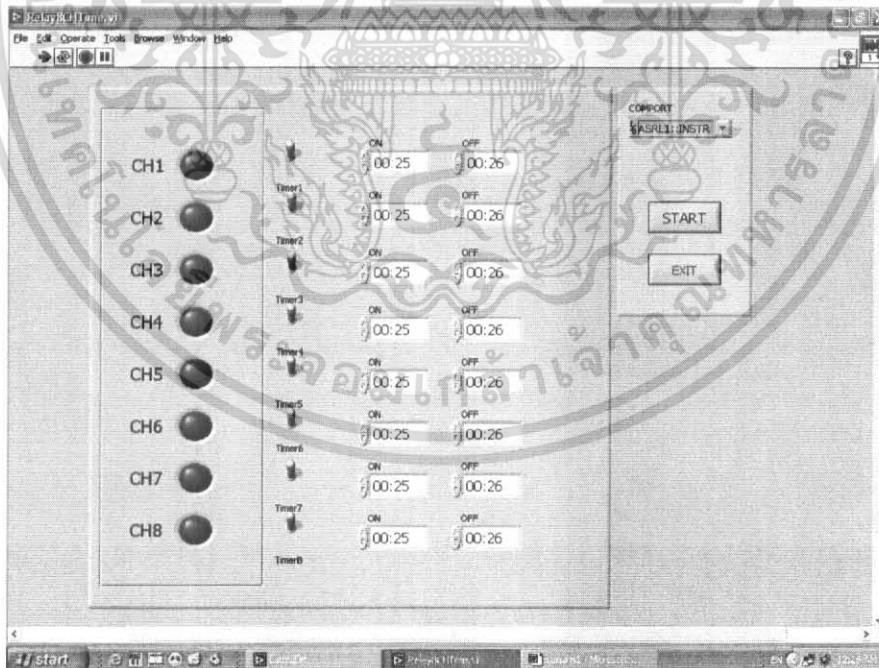 RelayBCHTime.vi
File Edit Operate Tools Browse Window Help
COMPORT
ASRL1::INSTR
START
EXIT
CH1
Timer1
ON
00:25
OFF
00:26
CH2
Timer2
ON
00:25
OFF
00:26
CH3
Timer3
ON
00:25
OFF
00:26
CH4
Timer4
ON
00:25
OFF
00:26
CH5
Timer5
ON
00:25
OFF
00:26
CH6
Timer6
ON
00:25
OFF
00:26
CH7
Timer7
ON
00:25
OFF
00:26
CH8
Timer8
ON
00:25
OFF
00:26
start
EN